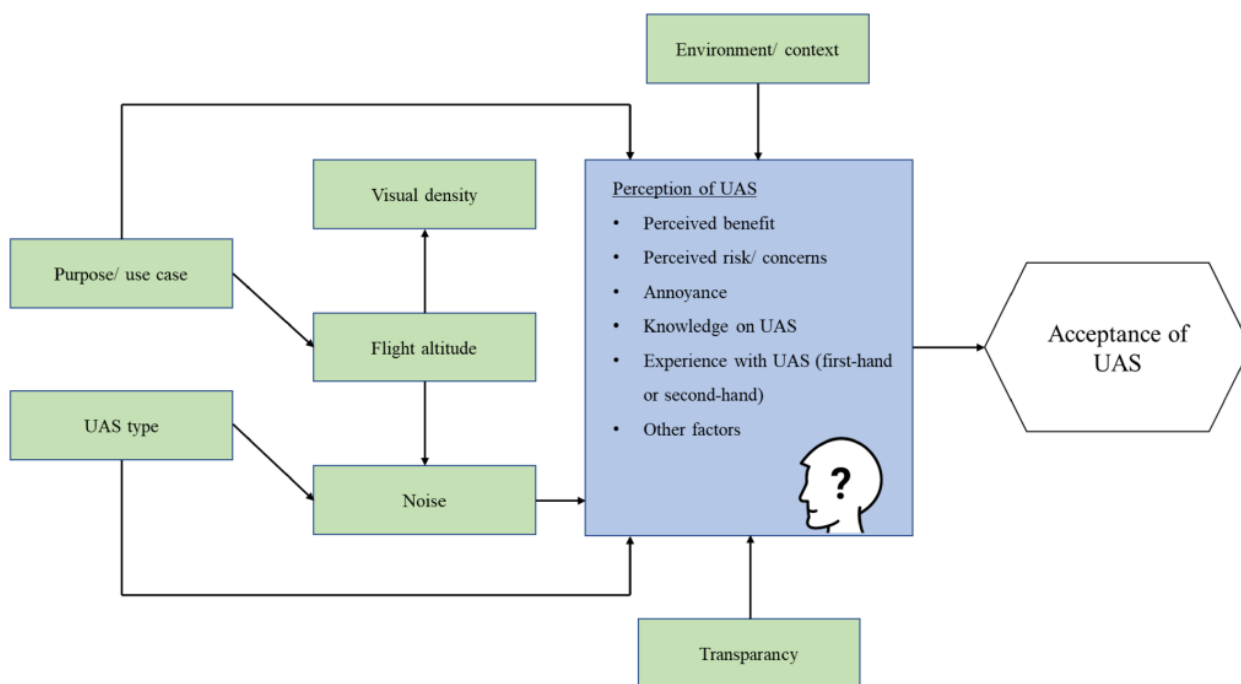 Environment/ context
Visual density
Purpose/ use case
Flight altitude
UAS type
Noise
Perception of UAS
• Perceived benefit
• Perceived risk/ concerns
• Annoyance
• Knowledge on UAS
• Experience with UAS (first-hand
or second-hand)
• Other factors
?
Acceptance of
UAS
Transparancy